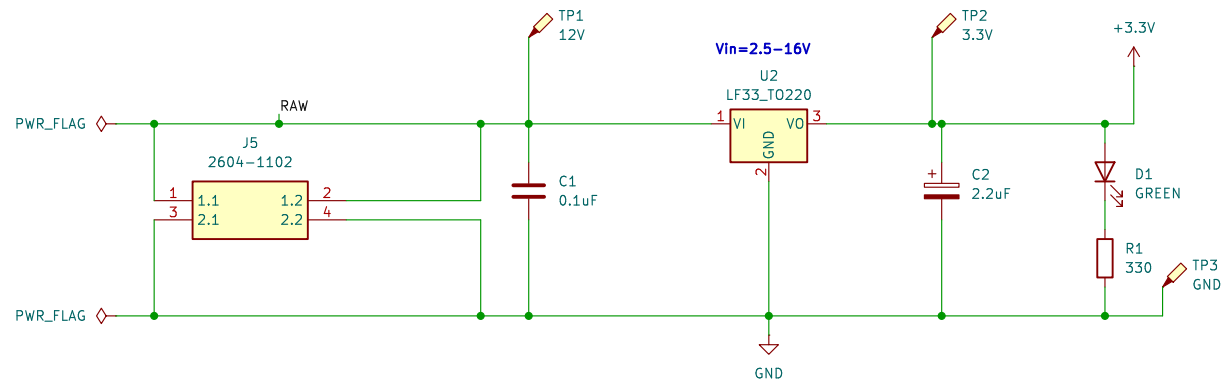 TP1
12V
TP2
3.3V
+3.3V
Vin=2.5-16V
U2
LF33_TO220
RAW
PWR_FLAG
1 VI
VO 3
GND
2
J5
2604-1102
1 1.1
1.2 2
3 2.1
2.2 4
C1
0.1uF
+
C2
2.2uF
D1
GREEN
R1
330
TP3
GND
PWR_FLAG
GND